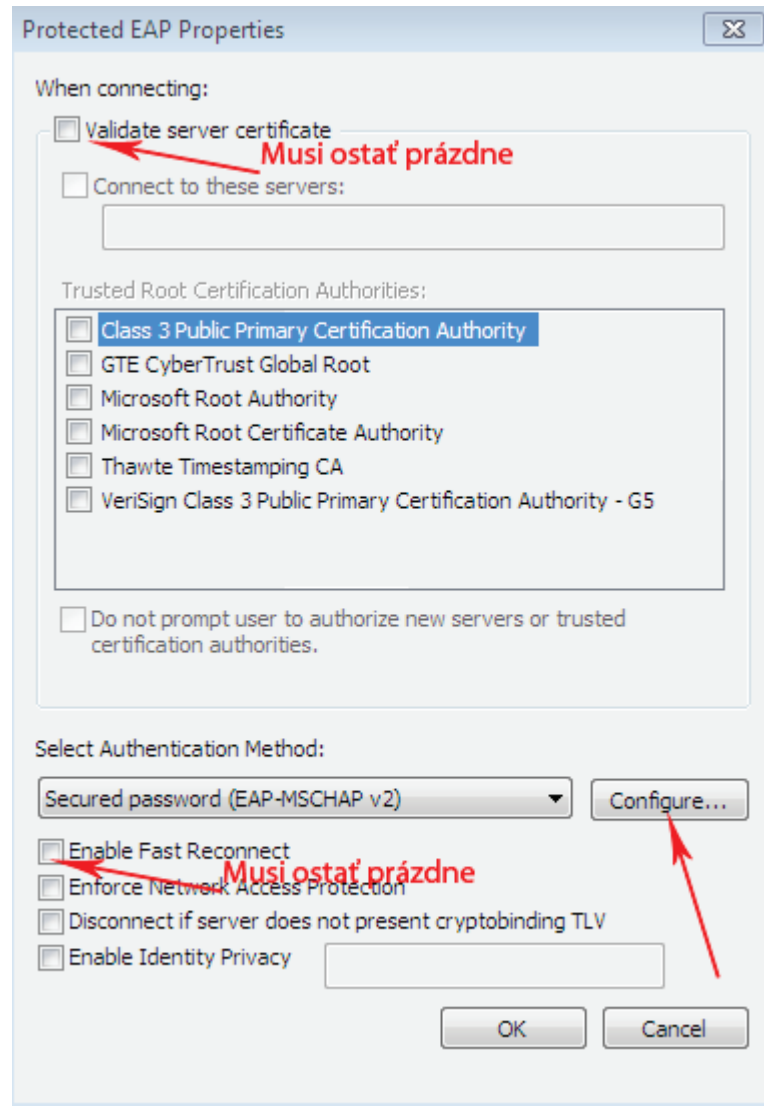 Protected EAP Properties
When connecting:
Validate server certificate
Musi ostať prázdne
Connect to these servers:
Trusted Root Certification Authorities:
Class 3 Public Primary Certification Authority
GTE CyberTrust Global Root
Microsoft Root Authority
Microsoft Root Certificate Authority
Thawte Timestamping CA
VeriSign Class 3 Public Primary Certification Authority - G5
Do not prompt user to authorize new servers or trusted
certification authorities.
Select Authentication Method:
Secured password (EAP-MSCHAP v2) Configure...
Enable Fast Reconnect
Musi ostať prázdne
Enforce Network Access Protection
Disconnect if server does not present cryptobinding TLV
Enable Identity Privacy
OK Cancel